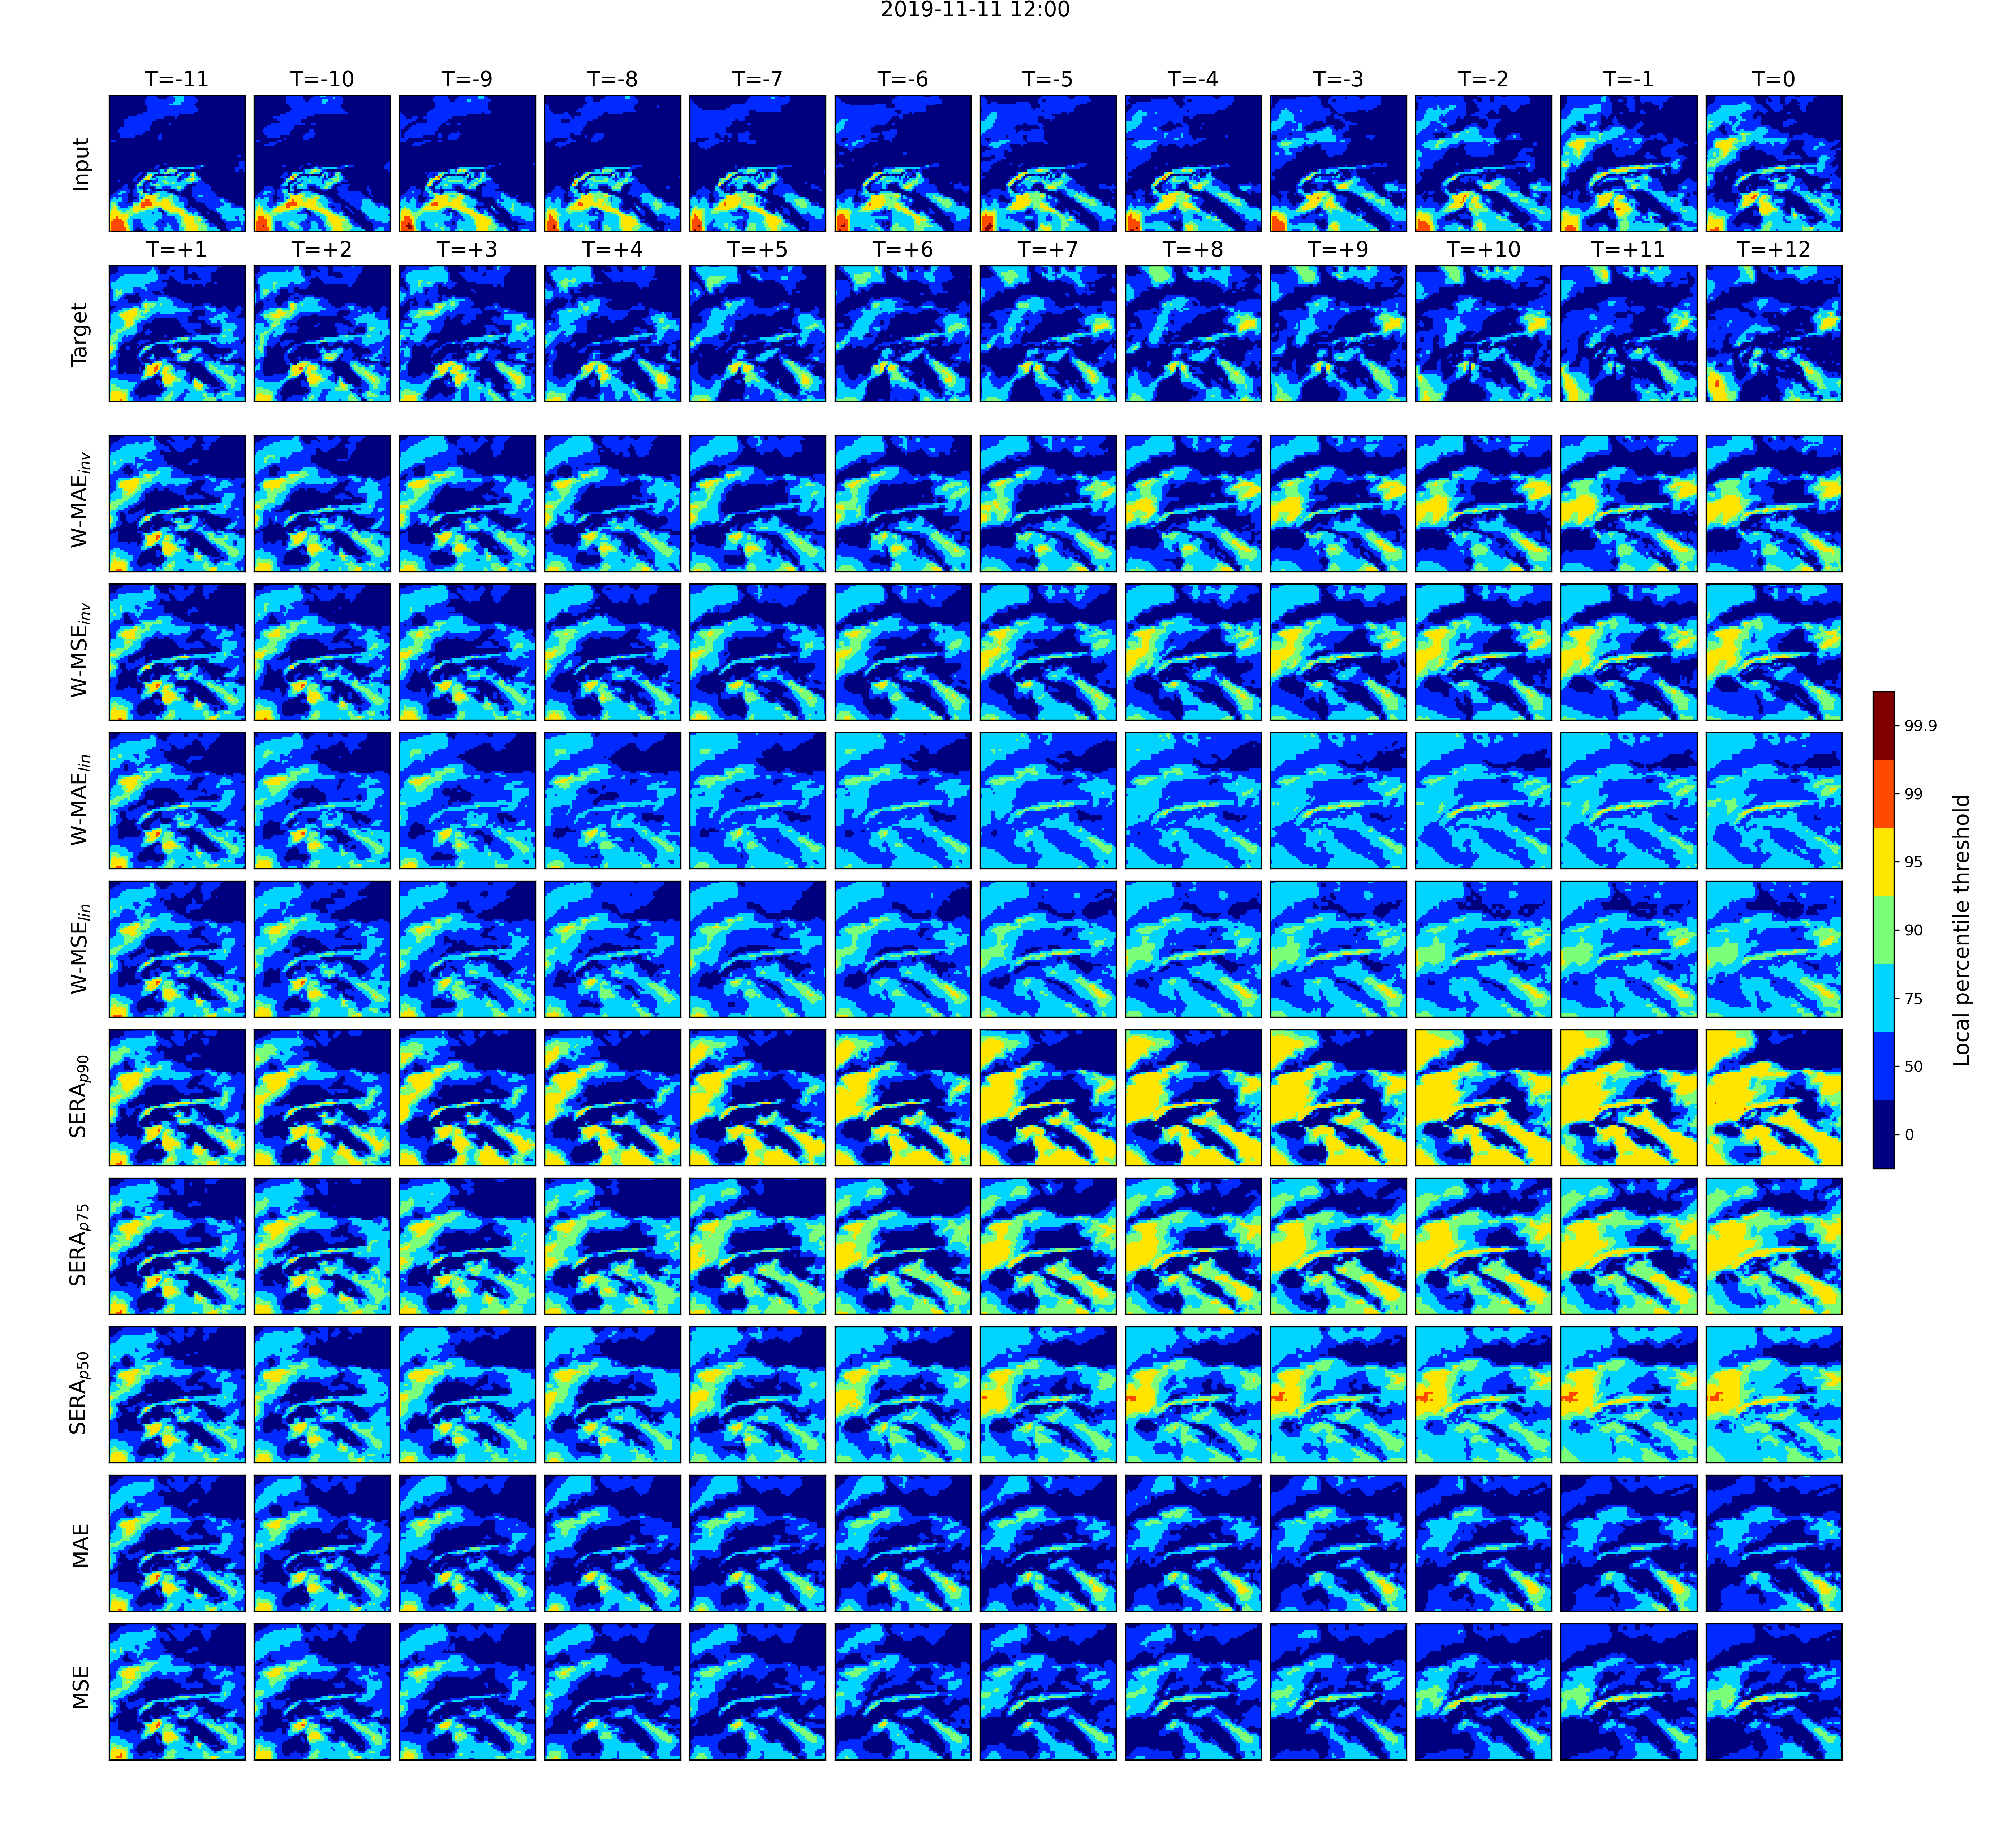 2019-11-11 12:00
T=-11 T=-10 T=-9 T=-8 T=-7 T=-6 T=-5 T=-4 T=-3 T=-2 T=-1 T=0
Input
T=+1 T=+2 T=+3 T=+4 T=+5 T=+6 T=+7 T=+8 T=+9 T=+10 T=+11 T=+12
Target
W-MAEinv
W-MSEinv
W-MAElin
W-MSElin
SERAp90
SERAp75
SERAp50
MAE
MSE
99.9
99
95
90
75
50
0
Local percentile threshold